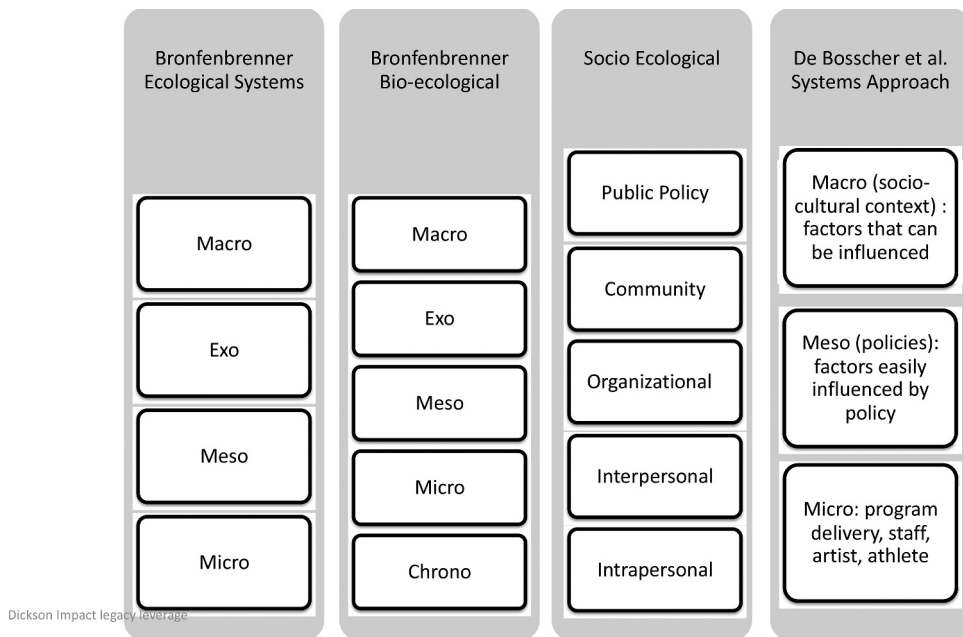 Bronfenbrenner
Ecological Systems
Macro
Exo
Meso
Micro
Bronfenbrenner
Bio-ecological
Macro
Exo
Meso
Micro
Chrono
Socio Ecological
Public Policy
Community
Organizational
Interpersonal
Intrapersonal
De Bosscher et al.
Systems Approach
Macro (socio-
cultural context) :
factors that can
be influenced
Meso (policies):
factors easily
influenced by
policy
Micro: program
delivery, staff,
artist, athlete
Dickson Impact legacy leverage